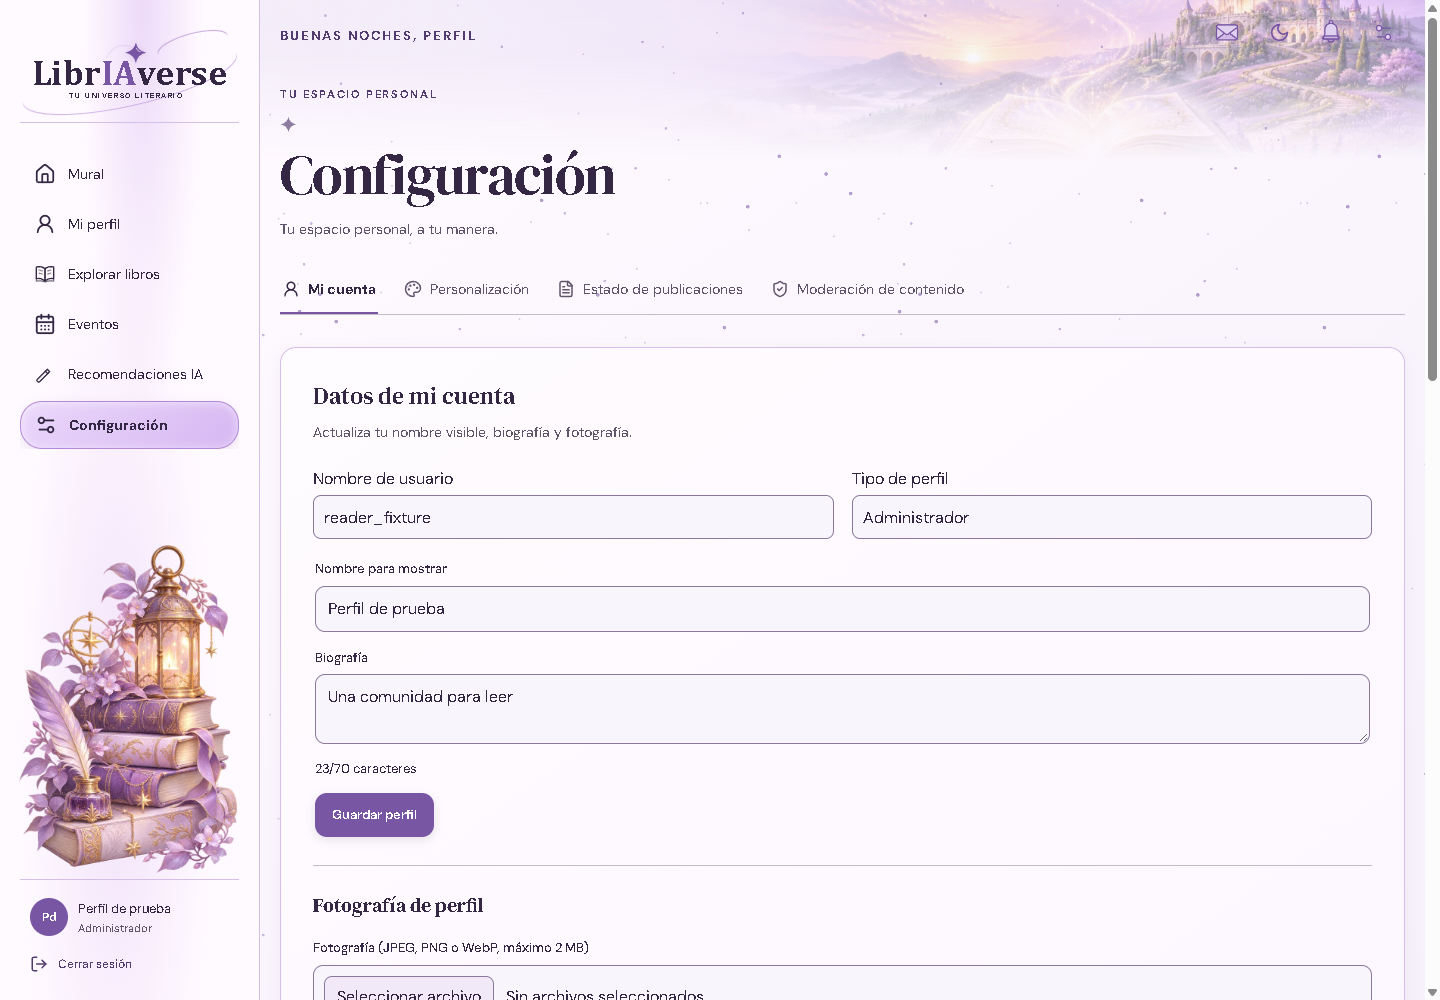 LibrIAverse
TU UNIVERSO LITERARIO
Mural
Mi perfil
Explorar libros
Eventos
Recomendaciones IA
Configuración
Pd
Perfil de prueba
Administrador
Cerrar sesión
BUENAS NOCHES, PERFIL
TU ESPACIO PERSONAL
Configuración
Tu espacio personal, a tu manera.
Mi cuenta
Personalización
Estado de publicaciones
Moderación de contenido
Datos de mi cuenta
Actualiza tu nombre visible, biografía y fotografía.
Nombre de usuario
reader_fixture
Tipo de perfil
Administrador
Nombre para mostrar
Perfil de prueba
Biografía
Una comunidad para leer
23/70 caracteres
Guardar perfil
Fotografía de perfil
Fotografía (JPEG, PNG o WebP, máximo 2 MB)
Seleccionar archivo
Sin archivos seleccionados